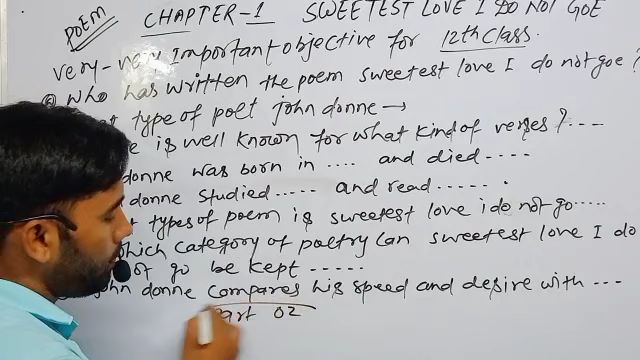 POEM CHAPTER-1 SWEETEST LOVE I DO NOT GOE
very-very Important objective for 12th Class.
who has written the poem sweetest love I do not goe?
type of poet john donne →
is well known for what kind of verses?---
donne was born in .... and died ----
donne studied..... and read......
types of poem is sweetest love i do not go.....
which category of poetry can sweetest love I do
go be kept -----
john donne compares his speed and desire with ---
Part 02